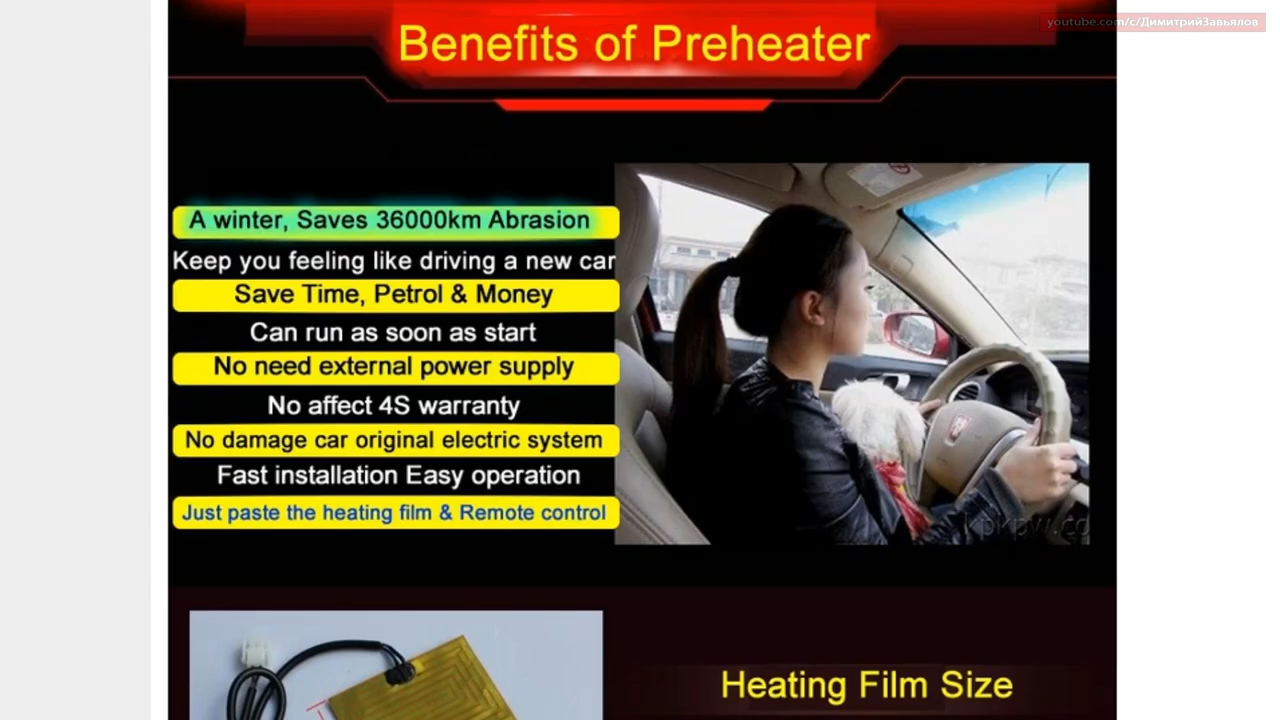 youtube.com/c/ДимитрийЗавьялов
Benefits of Preheater
A winter, Saves 36000km Abrasion
Keep you feeling like driving a new car
Save Time, Petrol & Money
Can run as soon as start
No need external power supply
No affect 4S warranty
No damage car original electric system
Fast installation Easy operation
Just paste the heating film & Remote control
Heating Film Size